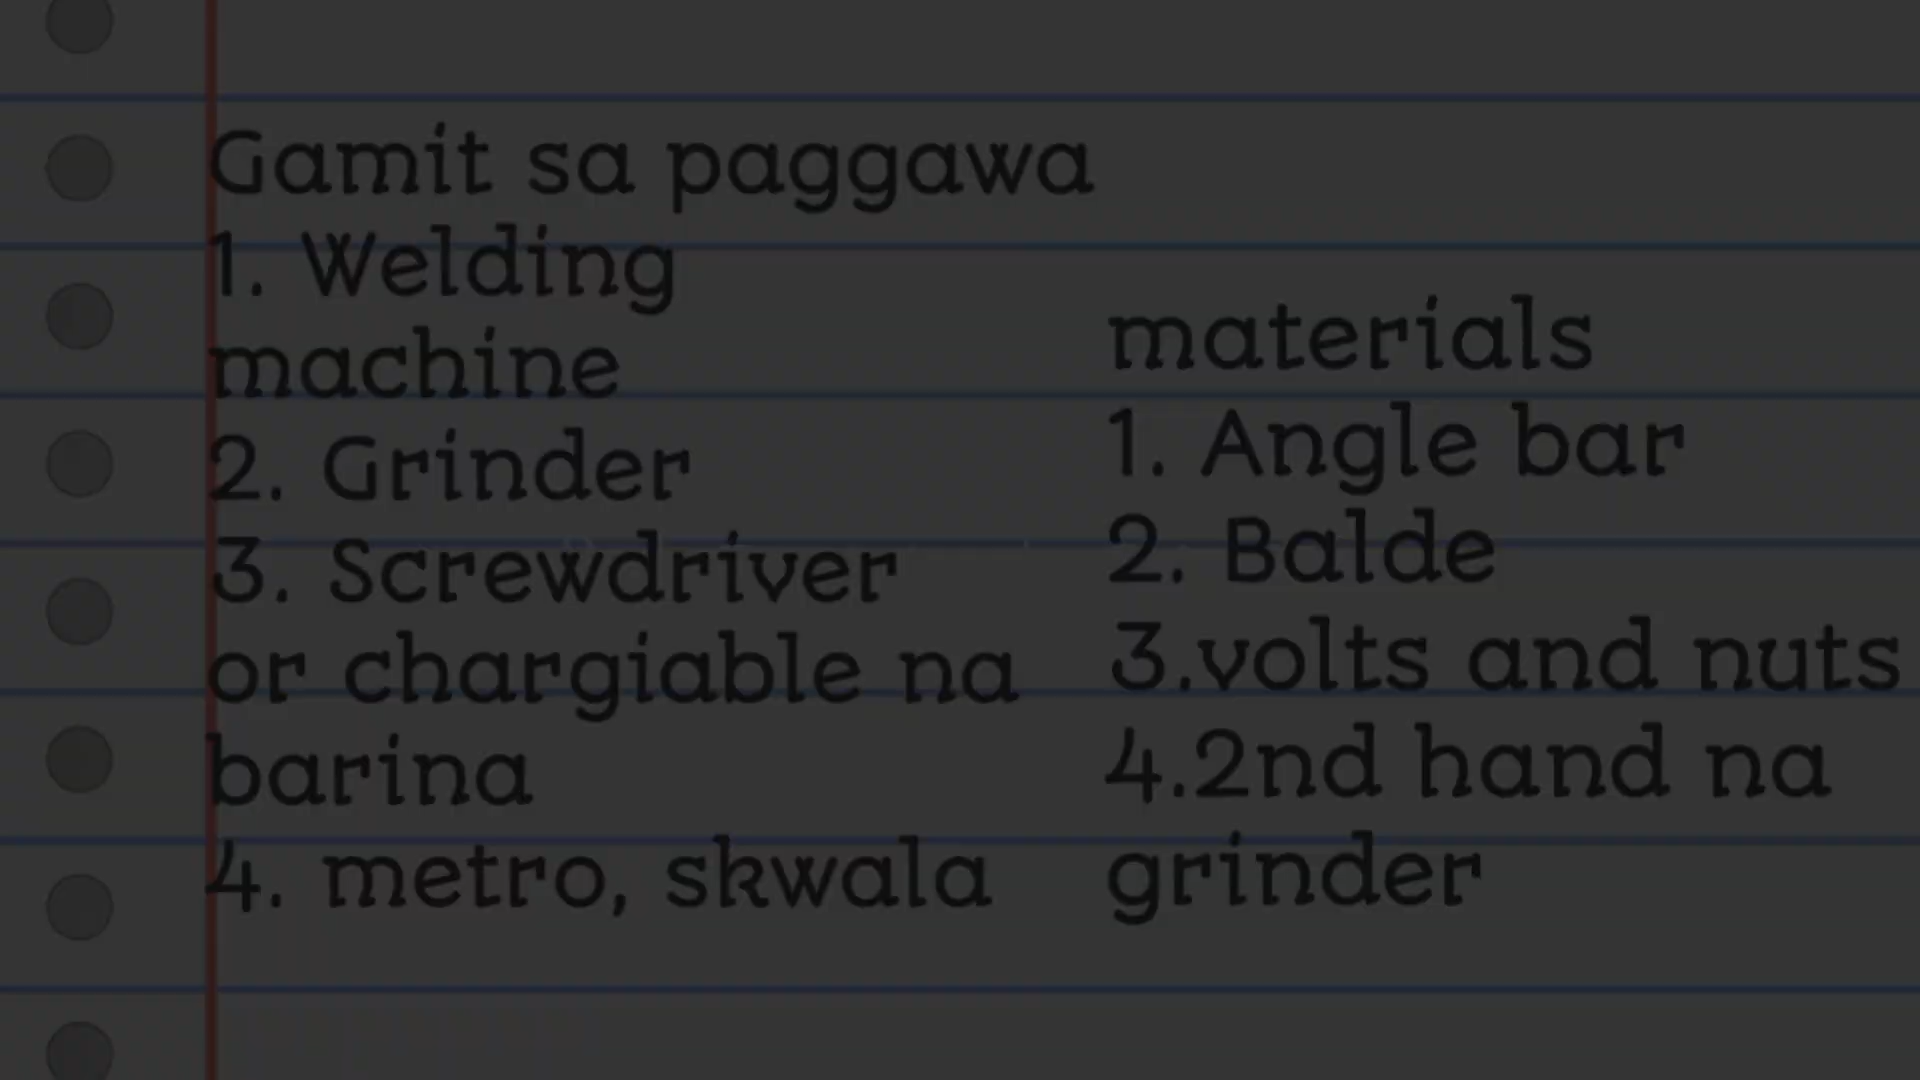 Gamit sa paggawa
1. Welding
machine
2. Grinder
3. Screwdriver
or chargiable na
barina
4. metro, skwala
materials
1. Angle bar
2. Balde
3.volts and nuts
4.2nd hand na
grinder